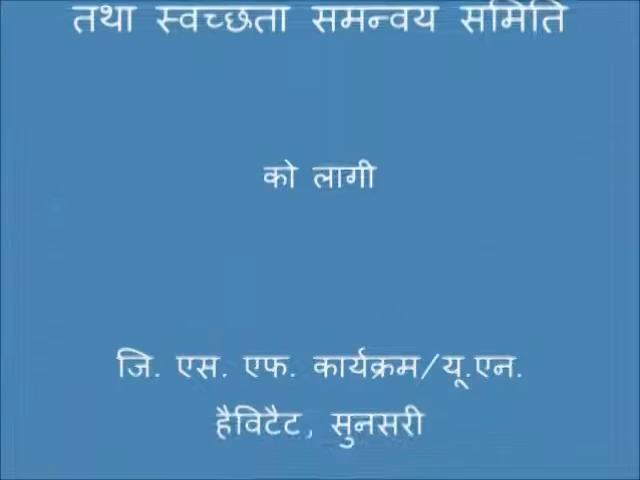 तथा स्वच्छता समन्वय समिति
को लागी
जि. एस. एफ. कार्यक्रम/यू.एन.
हैविटैट, सुनसरी